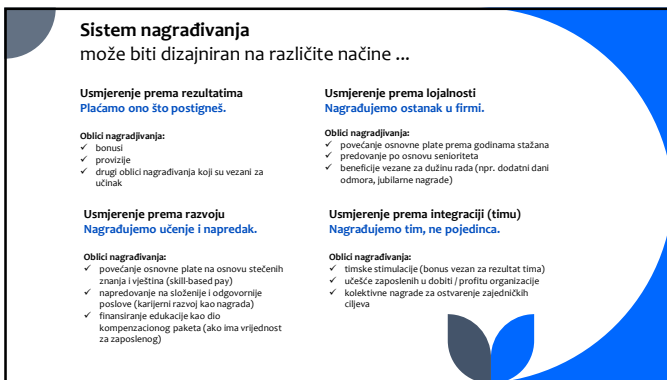 Sistem nagrađivanja
može biti dizajniran na različite načine ...
Usmjerenje prema rezultatima
Plaćamo ono što postigneš.
Oblici nagradjivanja:
✓ bonusi
✓ provizije
✓ drugi oblici nagrađivanja koji su vezani za
učinak
Usmjerenje prema lojalnosti
Nagrađujemo ostanak u firmi.
Oblici nagradjivanja:
✓ povećanje osnovne plate prema godinama stažana
✓ predovanje po osnovu senioriteta
✓ beneficije vezane za dužinu rada (npr. dodatni dani
odmora, jubilarne nagrade)
Usmjerenje prema razvoju
Nagrađujemo učenje i napredak.
Oblici nagrađivanja:
✓ povećanje osnovne plate na osnovu stečenih
znanja i vještina (skill-based pay)
✓ napredovanje na složenije i odgovornije
poslove (karijerni razvoj kao nagrada)
✓ finansiranje edukacije kao dio
kompenzacionog paketa (ako ima vrijednost
za zaposlenog)
Usmjerenje prema integraciji (timu)
Nagrađujemo tim, ne pojedinca.
Oblici nagrađivanja:
✓ timske stimulacije (bonus vezan za rezultat tima)
✓ učešće zaposlenih u dobiti / profitu organizacije
✓ kolektivne nagrade za ostvarenje zajedničkih
ciljeva